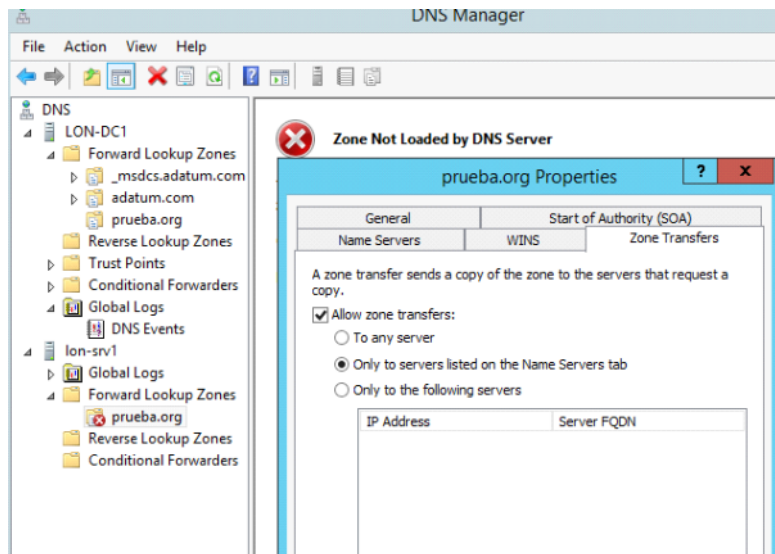 DNS Manager
File Action View Help
DNS
LON-DC1
Forward Lookup Zones
_msdcs.adatum.com
adatum.com
prueba.org
Reverse Lookup Zones
Trust Points
Conditional Forwarders
Global Logs
DNS Events
lon-srv1
Global Logs
Forward Lookup Zones
prueba.org
Reverse Lookup Zones
Conditional Forwarders
Zone Not Loaded by DNS Server
prueba.org Properties
? x
General Start of Authority (SOA)
Name Servers WINS Zone Transfers
A zone transfer sends a copy of the zone to the servers that request a
copy.
Allow zone transfers:
To any server
Only to servers listed on the Name Servers tab
Only to the following servers
IP Address Server FQDN